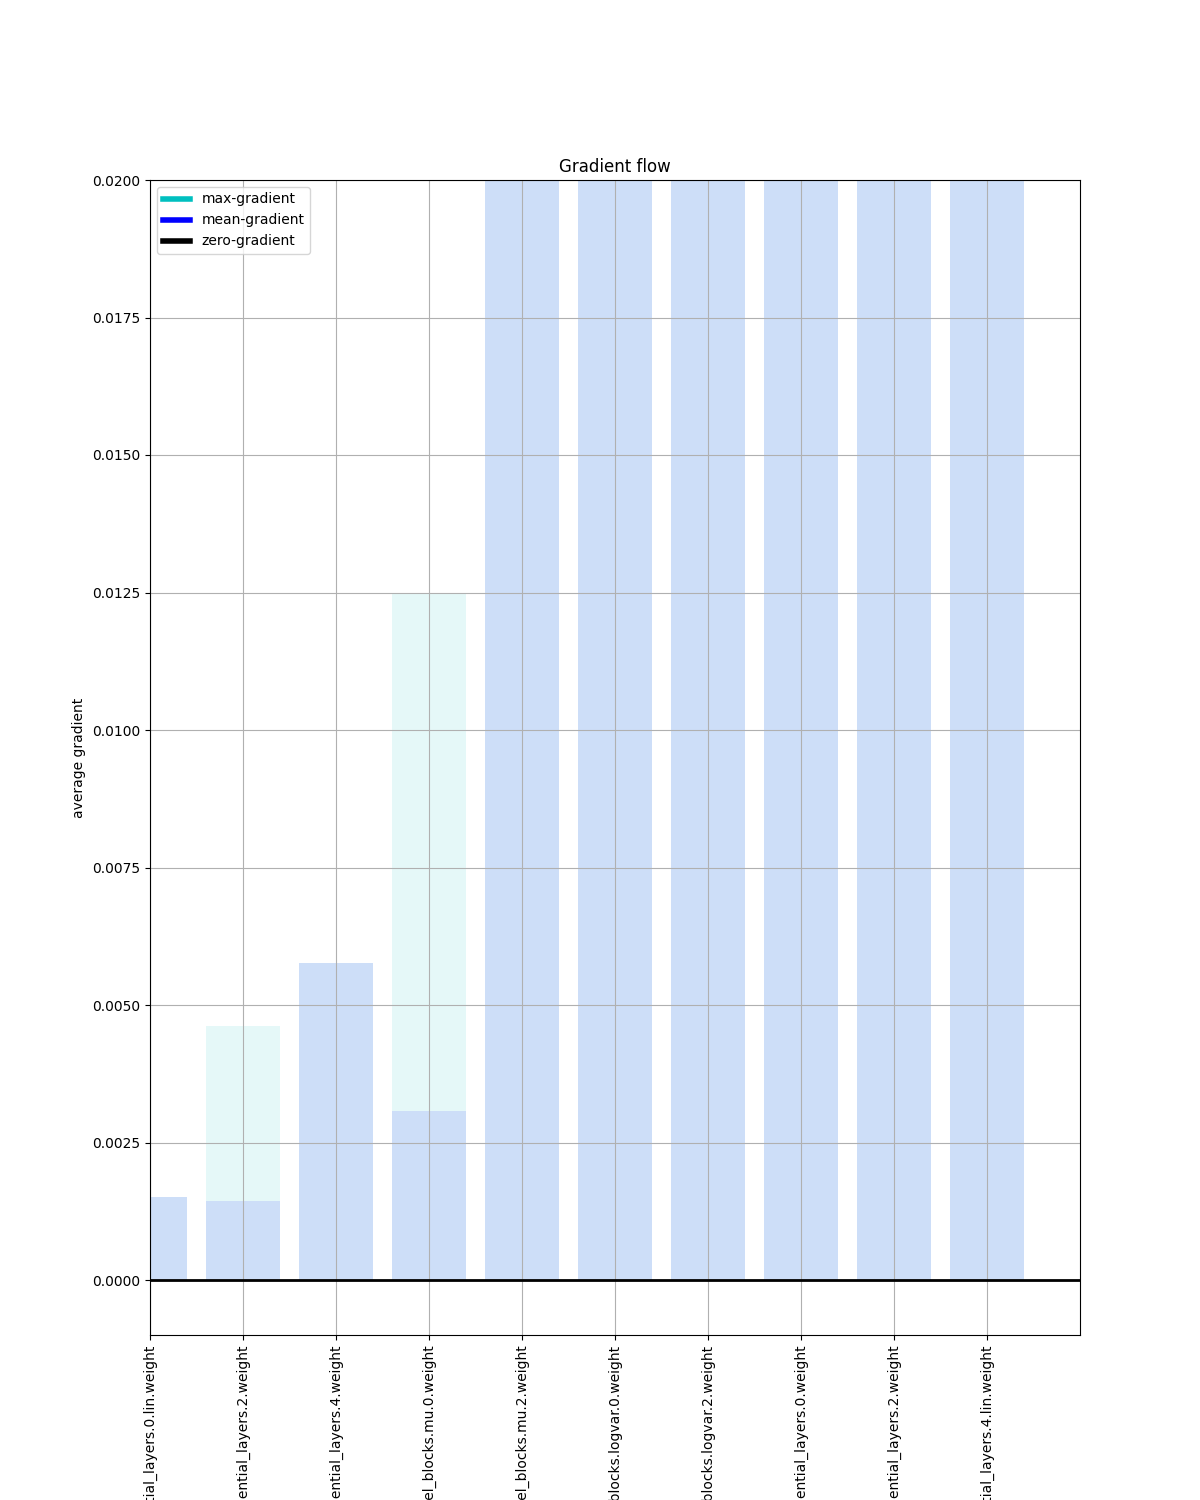 Gradient flow
max-gradient
mean-gradient
zero-gradient
0.0200
0.0175
0.0150
0.0125
0.0100
0.0075
0.0050
0.0025
0.0000
average gradient
tial_layers.0.lin.weight
ential_layers.2.weight
ential_layers.4.weight
el_blocks.mu.0.weight
el_blocks.mu.2.weight
blocks.logvar.0.weight
blocks.logvar.2.weight
ential_layers.0.weight
ential_layers.2.weight
tial_layers.4.lin.weight